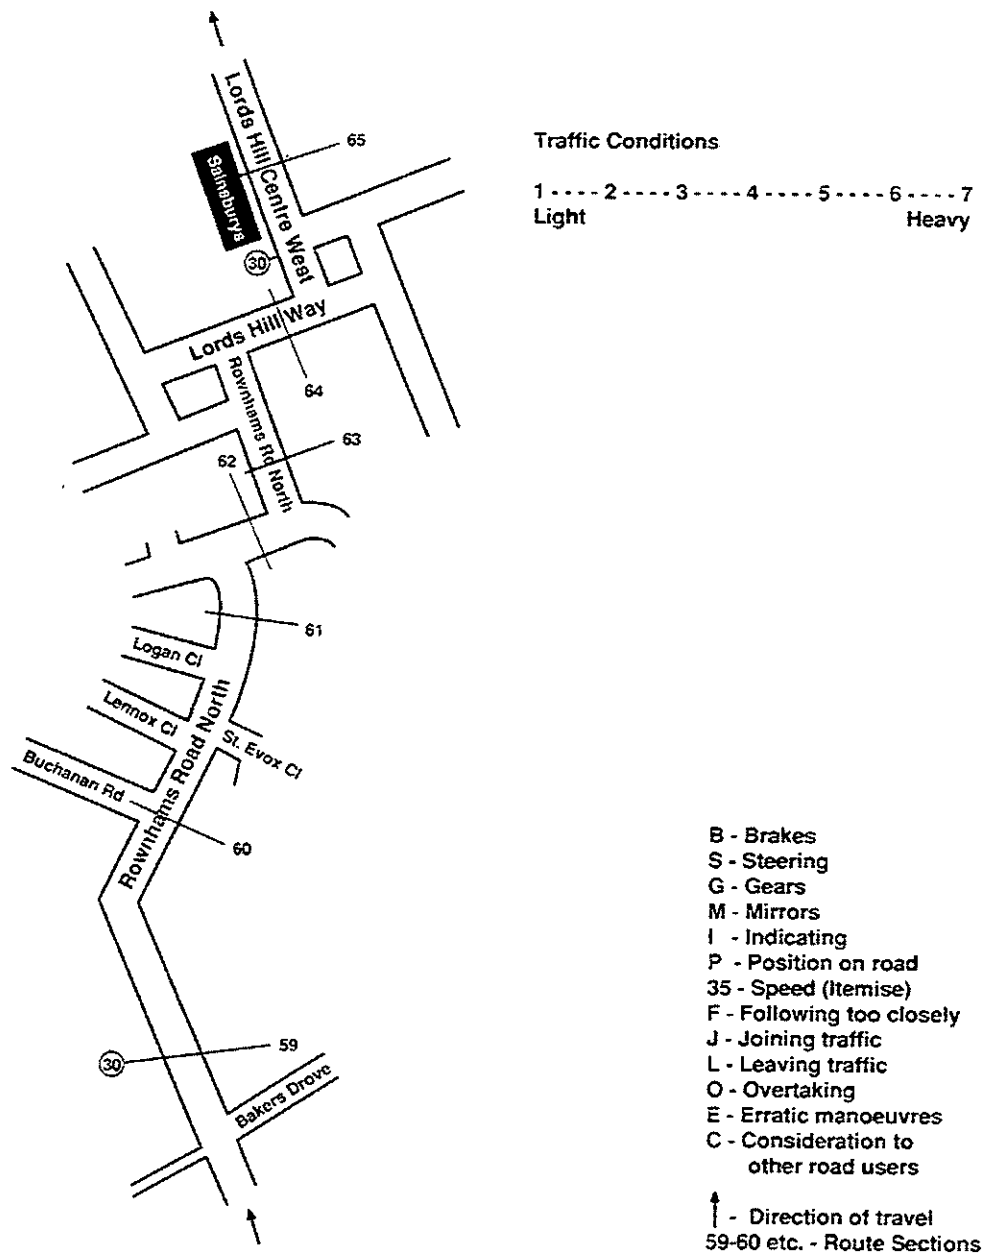 Lords Hill Centre West
65
Sainsburys
30
Traffic Conditions
1 - - - - 2 - - - - 3 - - - - 4 - - - - 5 - - - - 6 - - - - 7
Light Heavy
Lords Hill Way
64
Rownhams Rd North
63
62
61
Logan Cl
Lennox Cl
St. Evox Cl
Buchanan Rd
Rownhams Road North
60
59
30
Bakers Drove
B - Brakes
S - Steering
G - Gears
M - Mirrors
I - Indicating
P - Position on road
35 - Speed (Itemise)
F - Following too closely
J - Joining traffic
L - Leaving traffic
O - Overtaking
E - Erratic manoeuvres
C - Consideration to
other road users
- Direction of travel
59-60 etc. - Route Sections